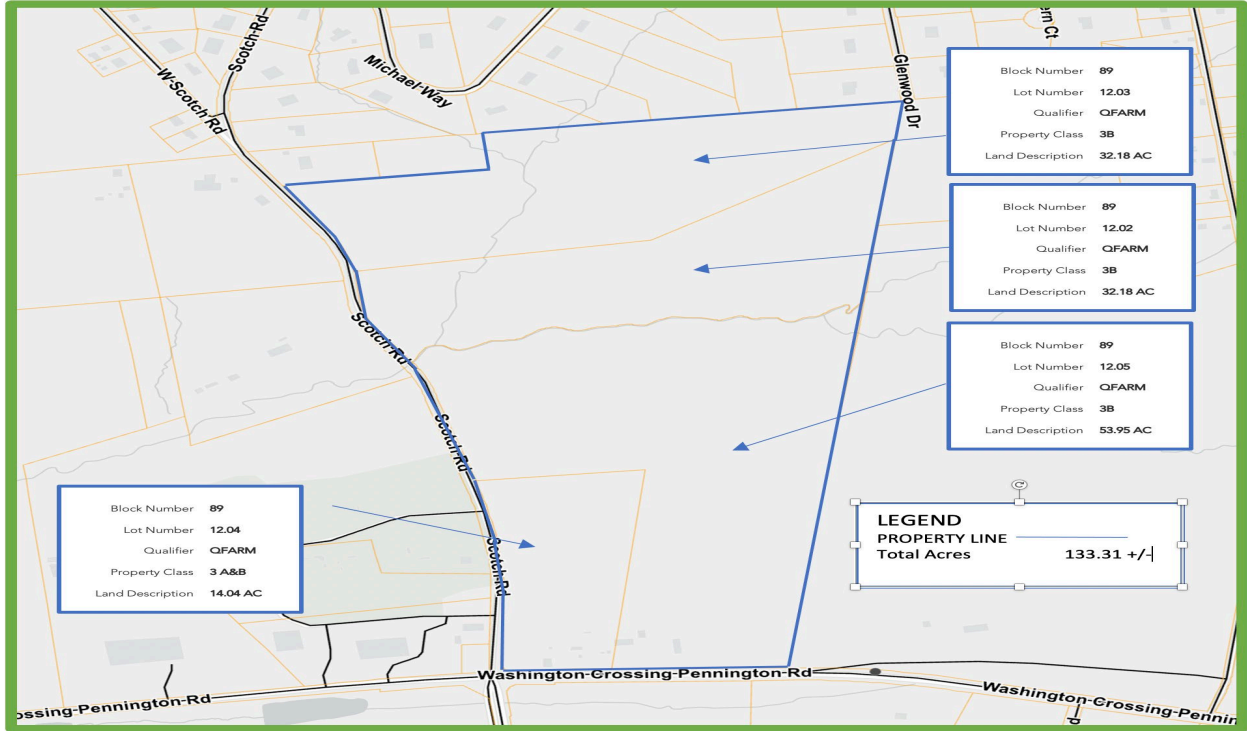 Scotch-Rd
W-Scotch Rd
Michael-Way
Glenwood Dr
ern Ct
Block Number 89
Lot Number 12.03
Qualifier QFARM
Property Class 3B
Land Description 32.18 AC
Block Number 89
Lot Number 12.02
Qualifier QFARM
Property Class 3B
Land Description 32.18 AC
Scotch-Rd
Block Number 89
Lot Number 12.05
Qualifier QFARM
Property Class 3B
Land Description 53.95 AC
Scotch-Rd
Block Number 89
Lot Number 12.04
Qualifier QFARM
Property Class 3 A&B
Land Description 14.04 AC
Scotch-Rd
LEGEND
PROPERTY LINE
Total Acres 133.31 +/-
Washington-Crossing-Pennington-Rd
ossing-Pennington-Rd
Washington-Crossing-Pennin